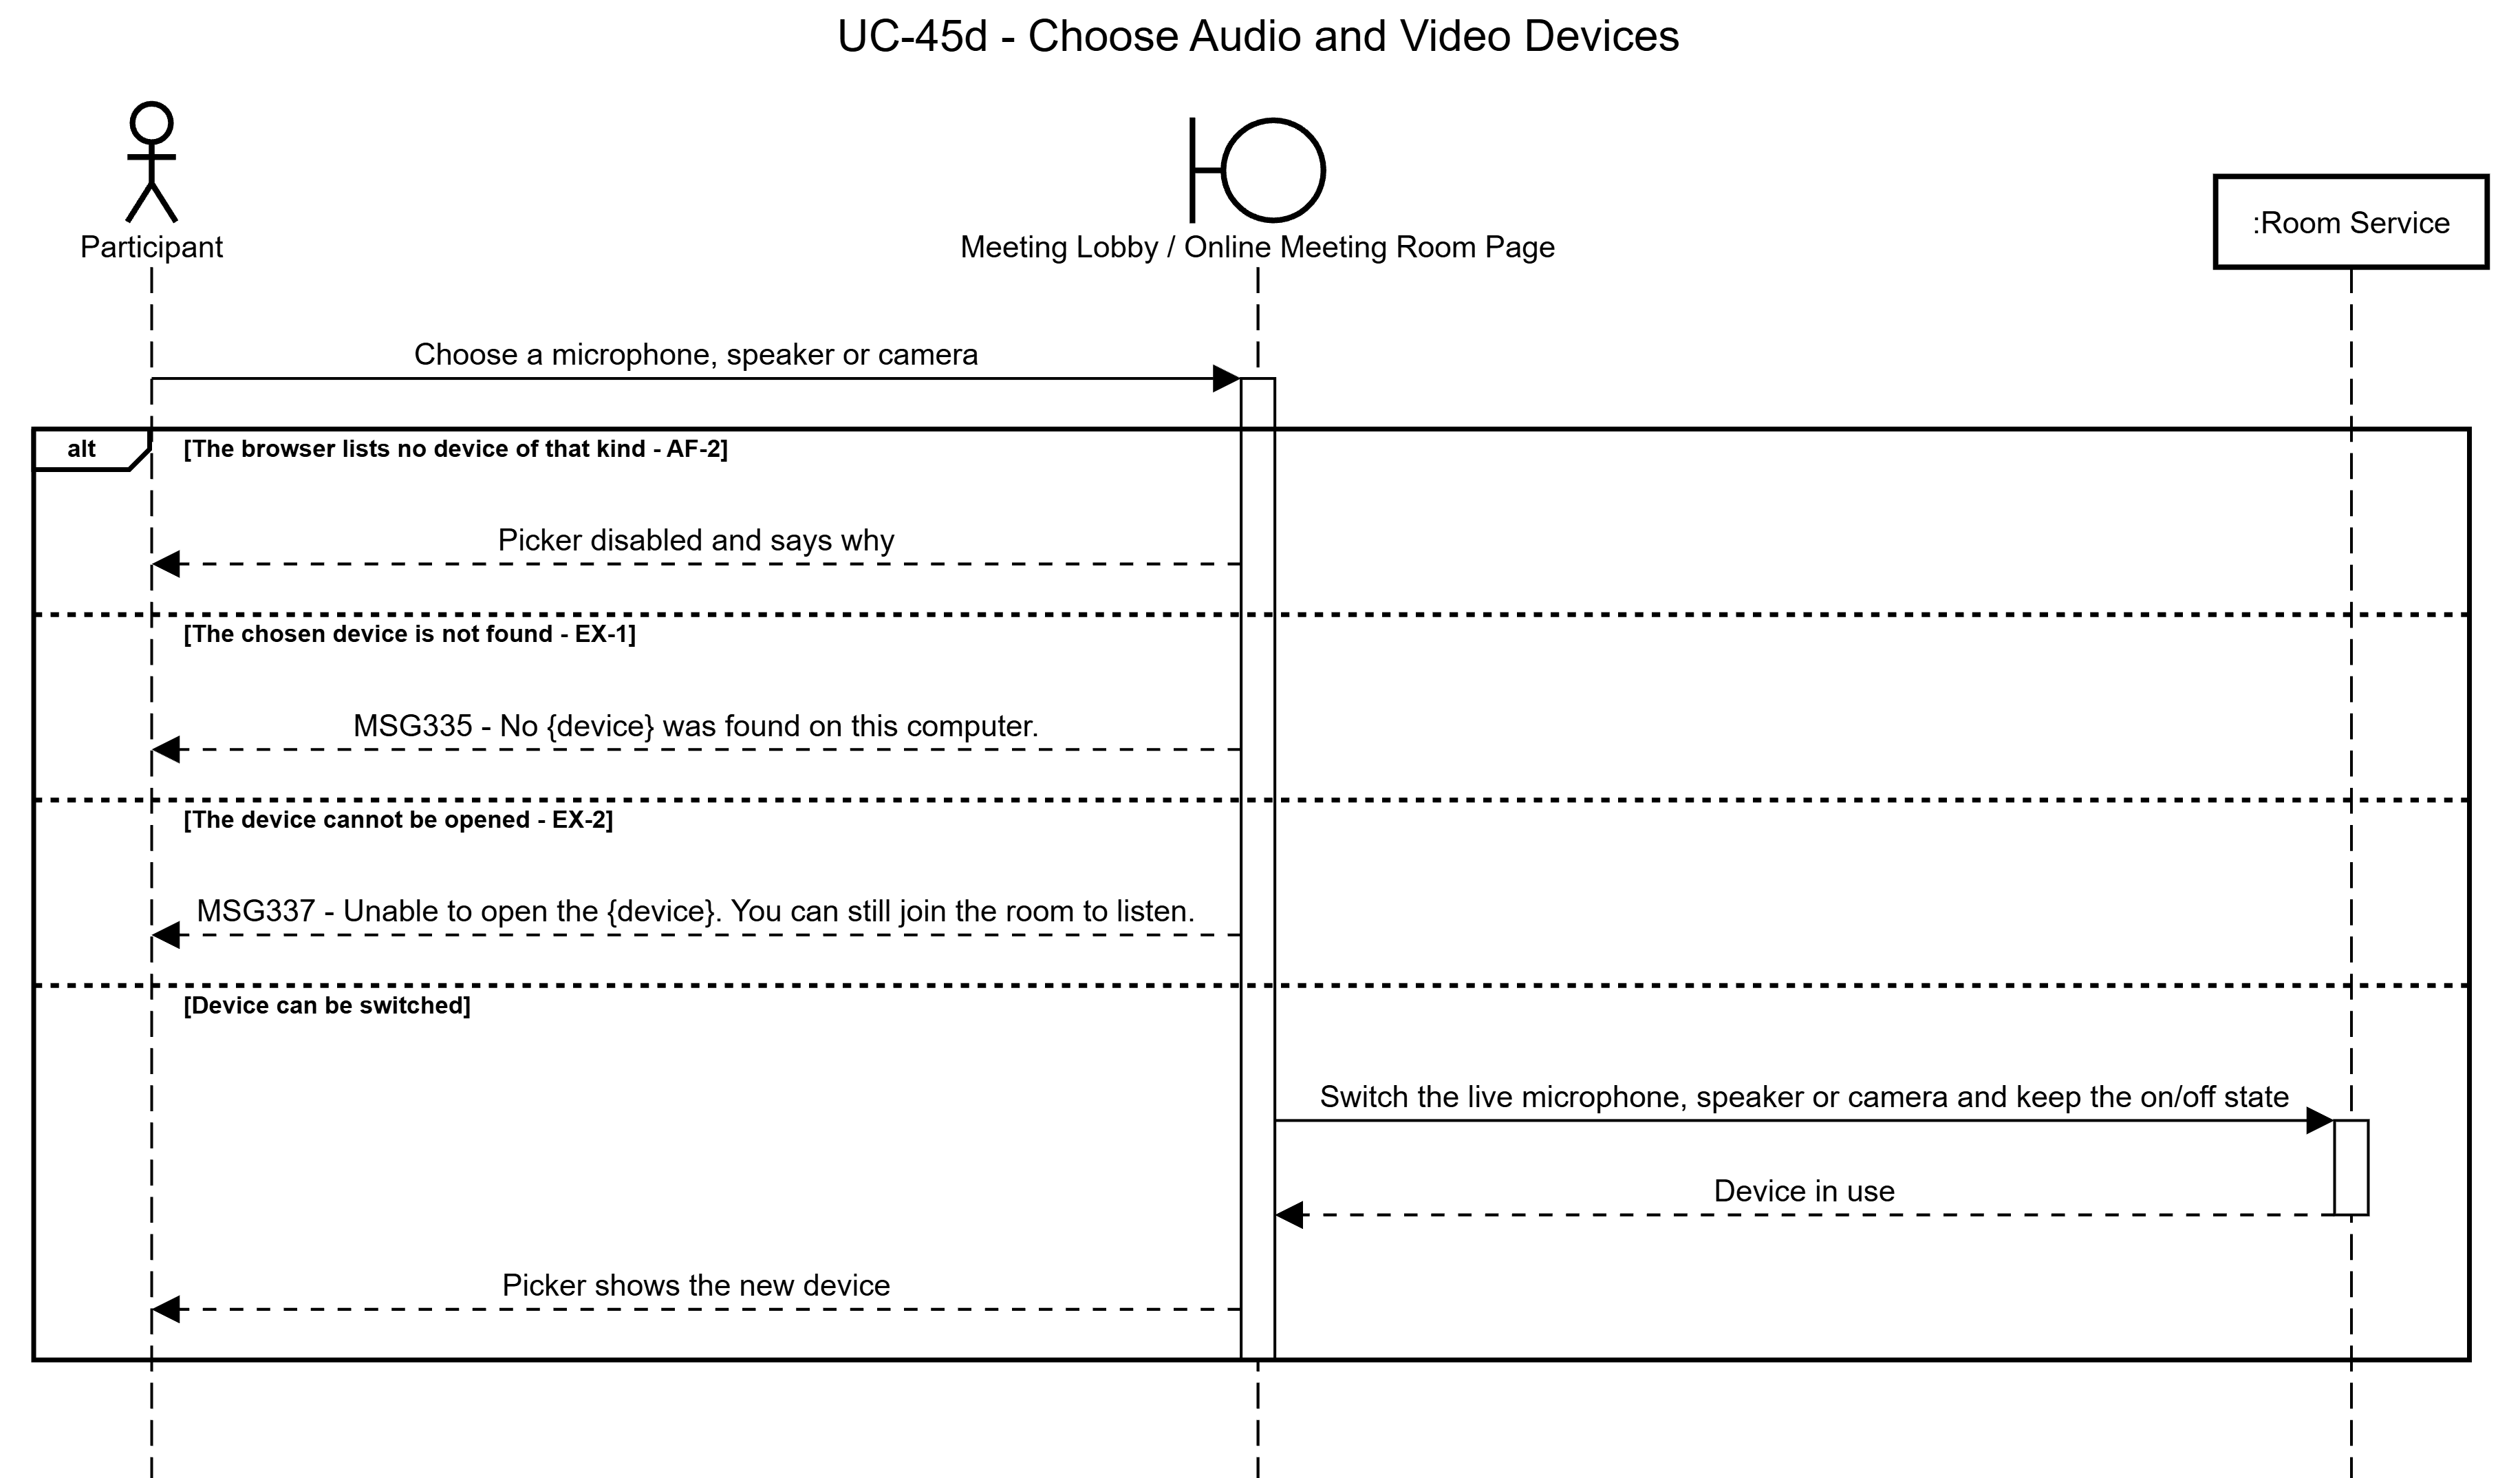 UC-45d - Choose Audio and Video Devices
Participant
Meeting Lobby / Online Meeting Room Page
:Room Service
Choose a microphone, speaker or camera
alt
[The browser lists no device of that kind - AF-2]
Picker disabled and says why
[The chosen device is not found - EX-1]
MSG335 - No {device} was found on this computer.
[The device cannot be opened - EX-2]
MSG337 - Unable to open the {device}. You can still join the room to listen.
[Device can be switched]
Switch the live microphone, speaker or camera and keep the on/off state
Device in use
Picker shows the new device